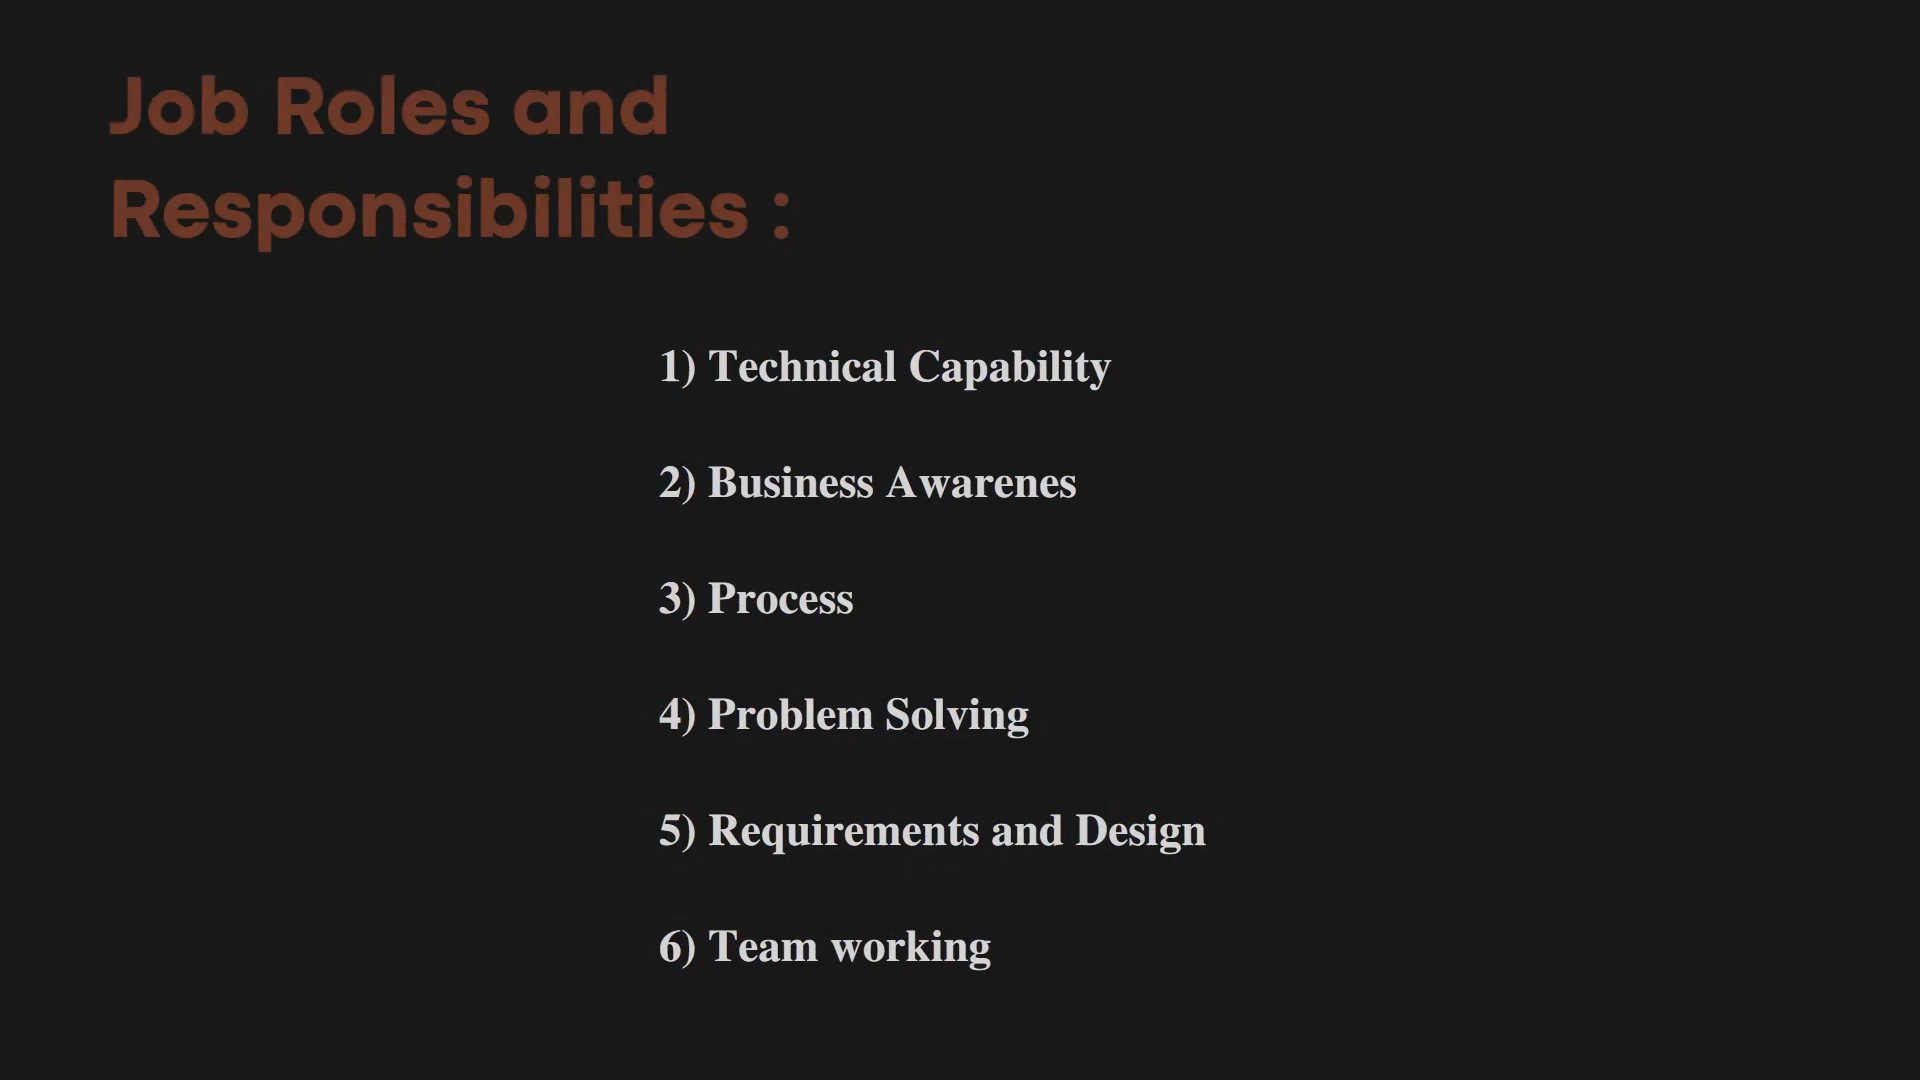 Job Roles and
Responsibilities :
1) Technical Capability
2) Business Awarenes
3) Process
4) Problem Solving
5) Requirements and Design
6) Team working